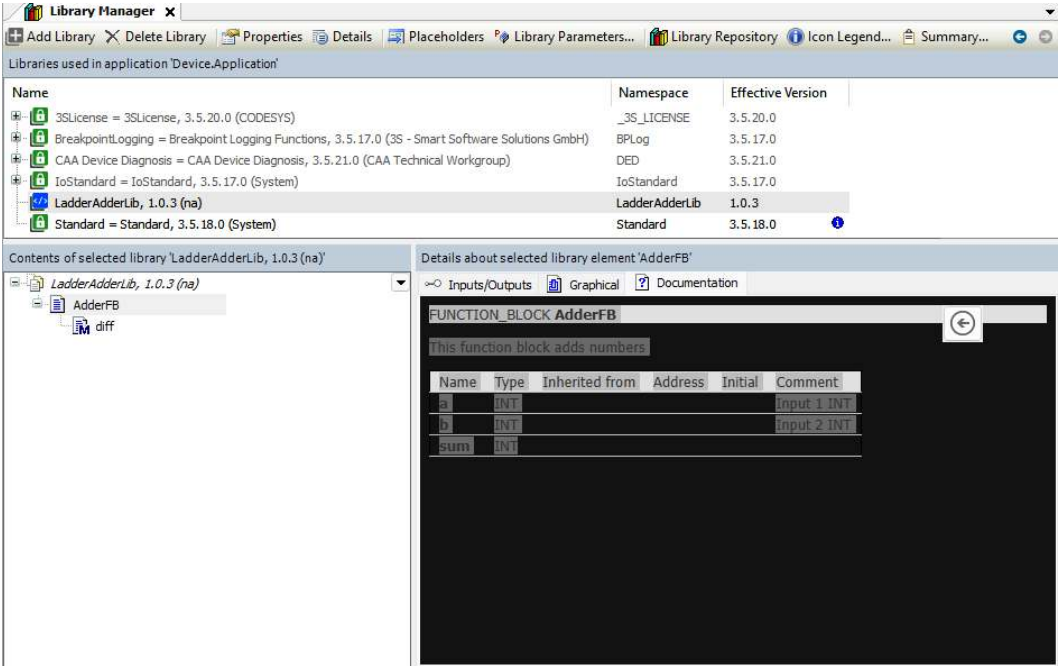 Library Manager
Add Library Delete Library Properties Details Placeholders Library Parameters... Library Repository Icon Legend... Summary...
Libraries used in application 'Device.Application'
Name Namespace Effective Version
3SLicense = 3SLicense, 3.5.20.0 (CODESYS) _3S_LICENSE 3.5.20.0
BreakpointLogging = Breakpoint Logging Functions, 3.5.17.0 (3S - Smart Software Solutions GmbH) BPLog 3.5.17.0
CAA Device Diagnosis = CAA Device Diagnosis, 3.5.21.0 (CAA Technical Workgroup) DED 3.5.21.0
IoStandard = IoStandard, 3.5.17.0 (System) IoStandard 3.5.17.0
LadderAdderLib, 1.0.3 (na) LadderAdderLib 1.0.3
Standard = Standard, 3.5.18.0 (System) Standard 3.5.18.0
Contents of selected library 'LadderAdderLib, 1.0.3 (na)'
LadderAdderLib, 1.0.3 (na)
AdderFB
diff
Details about selected library element 'AdderFB'
Inputs/Outputs Graphical Documentation
FUNCTION_BLOCK AdderFB
This function block adds numbers
Name Type Inherited from Address Initial Comment
a INT Input 1 INT
b INT Input 2 INT
sum INT